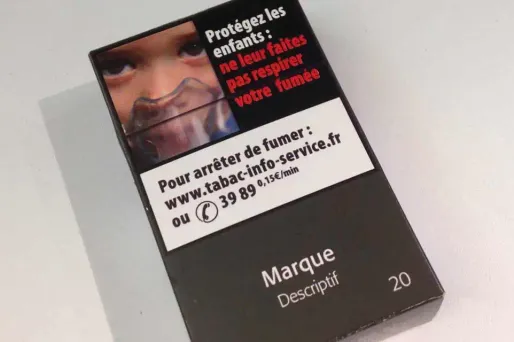 Protégez les
enfants :
ne leur faites
pas respirer
votre fumée
Pour arrêter de fumer :
www.tabac-info-service.fr
ou 39 89 0,15€/min
Marque
Descriptif
20